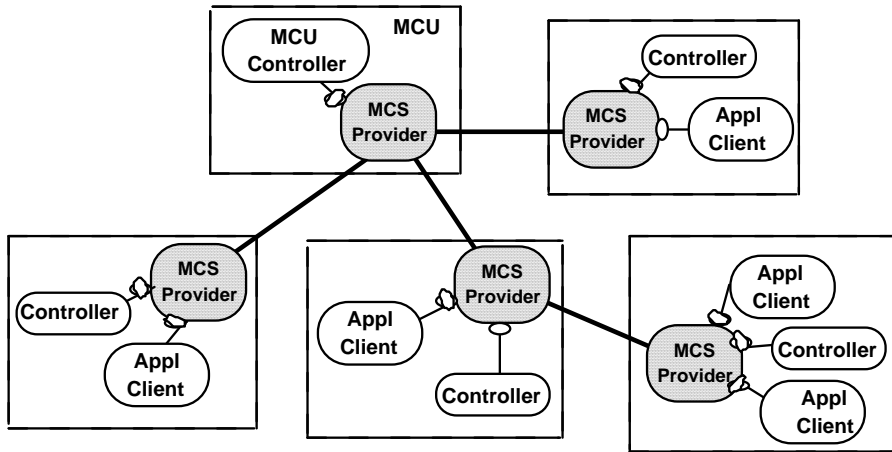 MCU
Controller
MCU
MCS
Provider
Controller
MCS
Provider
Appl
Client
MCS
Provider
Controller
Appl
Client
MCS
Provider
Appl
Client
Controller
MCS
Provider
Appl
Client
Controller
Appl
Client